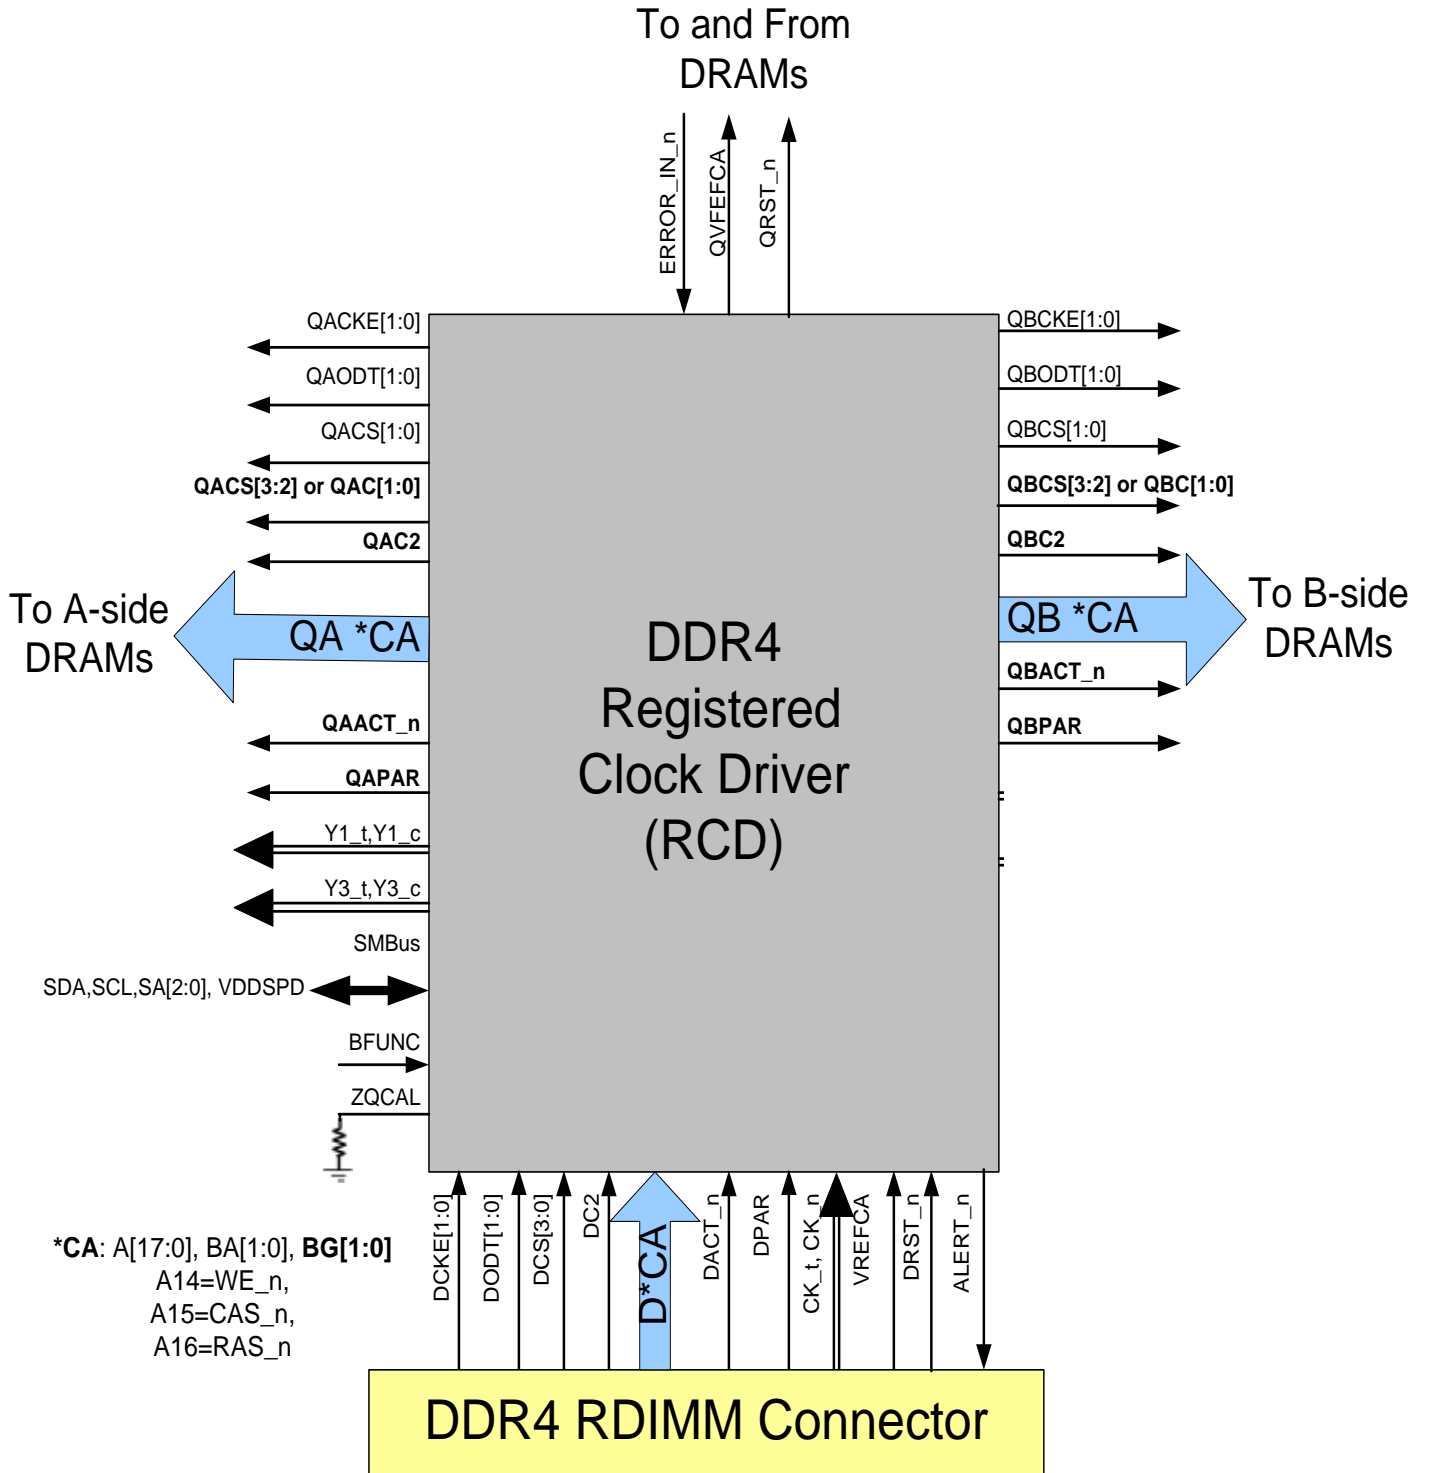 To and From
DRAMs
ERROR_IN_n
QVFEFCA
QRST_n
QACKE[1:0]
QAODT[1:0]
QACS[1:0]
QACS[3:2] or QAC[1:0]
QAC2
To A-side
DRAMs
QA *CA
QAACT_n
QAPAR
Y1_t,Y1_c
Y3_t,Y3_c
SMBus
SDA,SCL,SA[2:0], VDDSPD
BFUNC
ZQCAL
DDR4
Registered
Clock Driver
(RCD)
QBCKE[1:0]
QBODT[1:0]
QBCS[1:0]
QBCS[3:2] or QBC[1:0]
QBC2
QB *CA
To B-side
DRAMs
QBACT_n
QBPAR
*CA: A[17:0], BA[1:0], BG[1:0]
A14=WE_n,
A15=CAS_n,
A16=RAS_n
DCKE[1:0]
DODT[1:0]
DCS[3:0]
DC2
D*CA
DACT_n
DPAR
CK_t, CK_n
VREFCA
DRST_n
ALERT_n
DDR4 RDIMM Connector